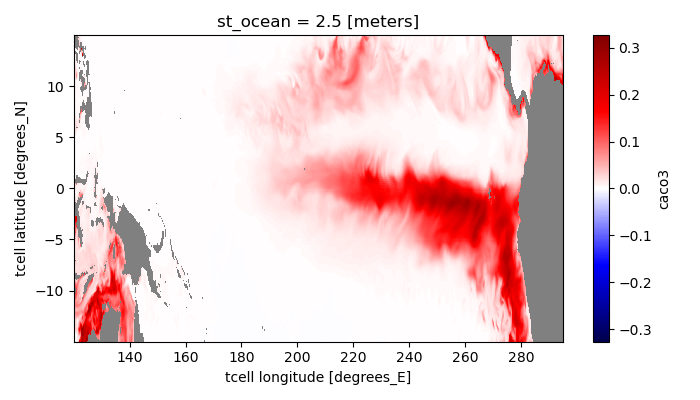 st_ocean = 2.5 [meters]
10
5
0
−5
−10
tcell latitude [degrees_N]
140 160 180 200 220 240 260 280
tcell longitude [degrees_E]
0.3
0.2
0.1
0.0
−0.1
−0.2
−0.3
caco3